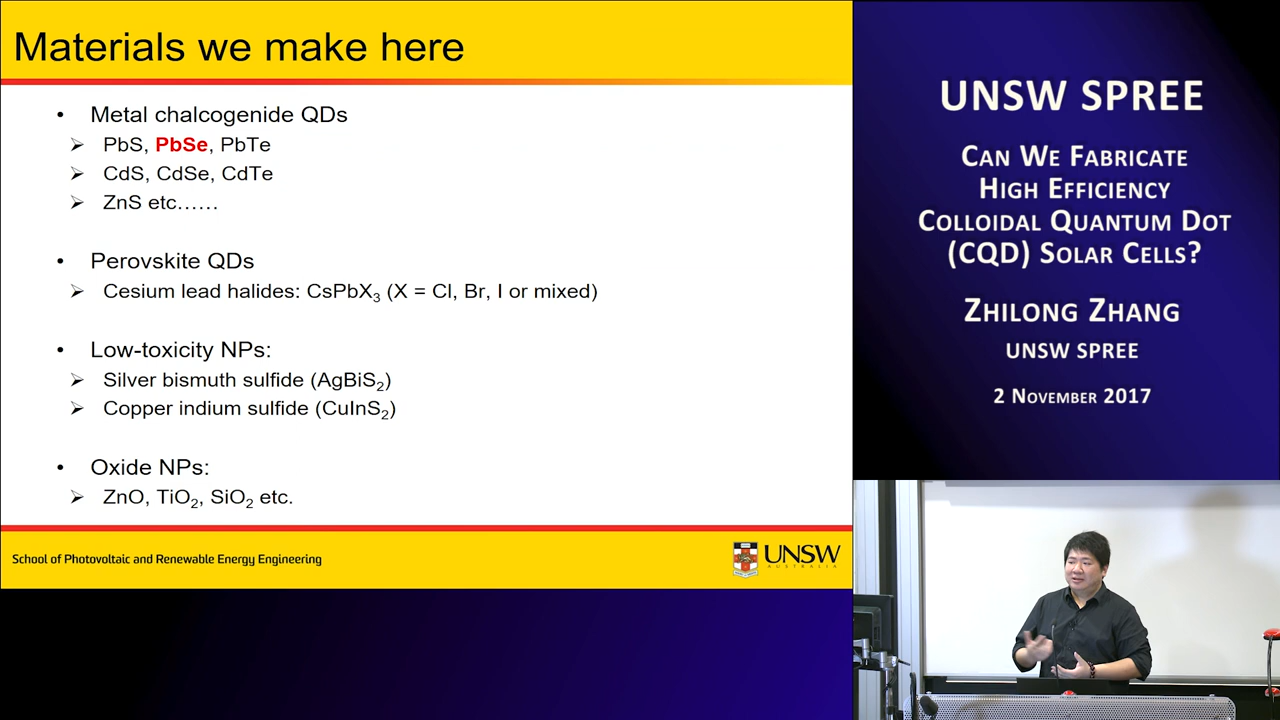 Materials we make here
• Metal chalcogenide QDs
➢ PbS, PbSe, PbTe
➢ CdS, CdSe, CdTe
➢ ZnS etc……
• Perovskite QDs
➢ Cesium lead halides: CsPbX₃ (X = Cl, Br, I or mixed)
• Low-toxicity NPs:
➢ Silver bismuth sulfide (AgBiS₂)
➢ Copper indium sulfide (CuInS₂)
• Oxide NPs:
➢ ZnO, TiO₂, SiO₂ etc.
School of Photovoltaic and Renewable Energy Engineering
UNSW
AUSTRALIA
UNSW SPREE
Can We Fabricate
High Efficiency
Colloidal Quantum Dot
(CQD) Solar Cells?
Zhilong Zhang
UNSW SPREE
2 November 2017